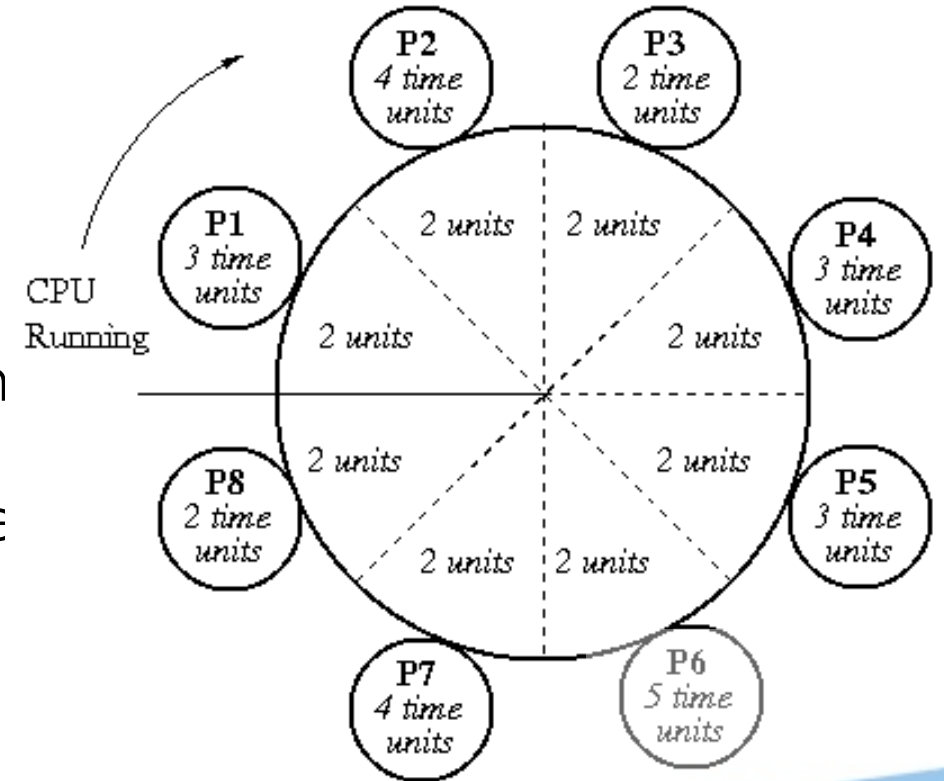 P2
4 time
units
P3
2 time
units
P1
3 time
units
P4
3 time
units
CPU
Running
2 units
2 units
2 units
2 units
2 units
2 units
2 units
2 units
P8
2 time
units
P5
3 time
units
P7
4 time
units
P6
5 time
units